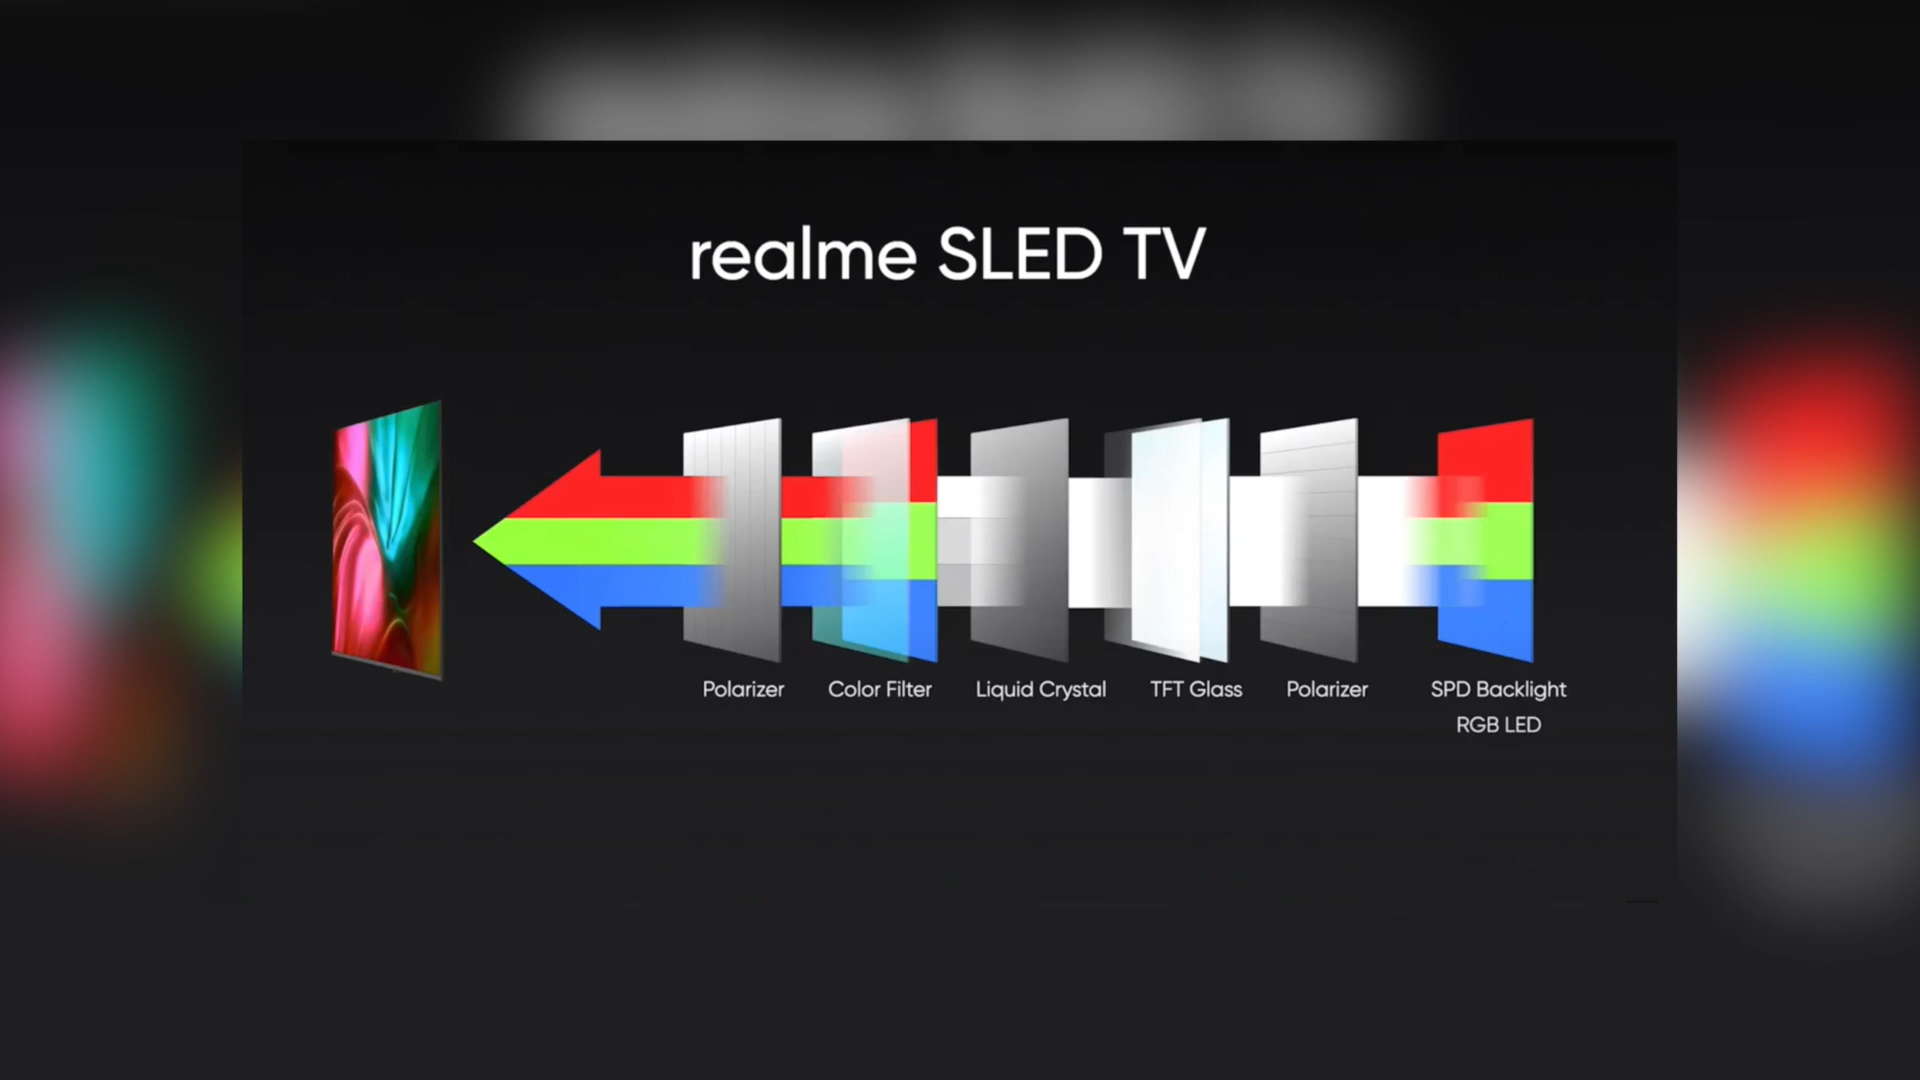 realme SLED TV
Polarizer
Color Filter
Liquid Crystal
TFT Glass
Polarizer
SPD Backlight
RGB LED